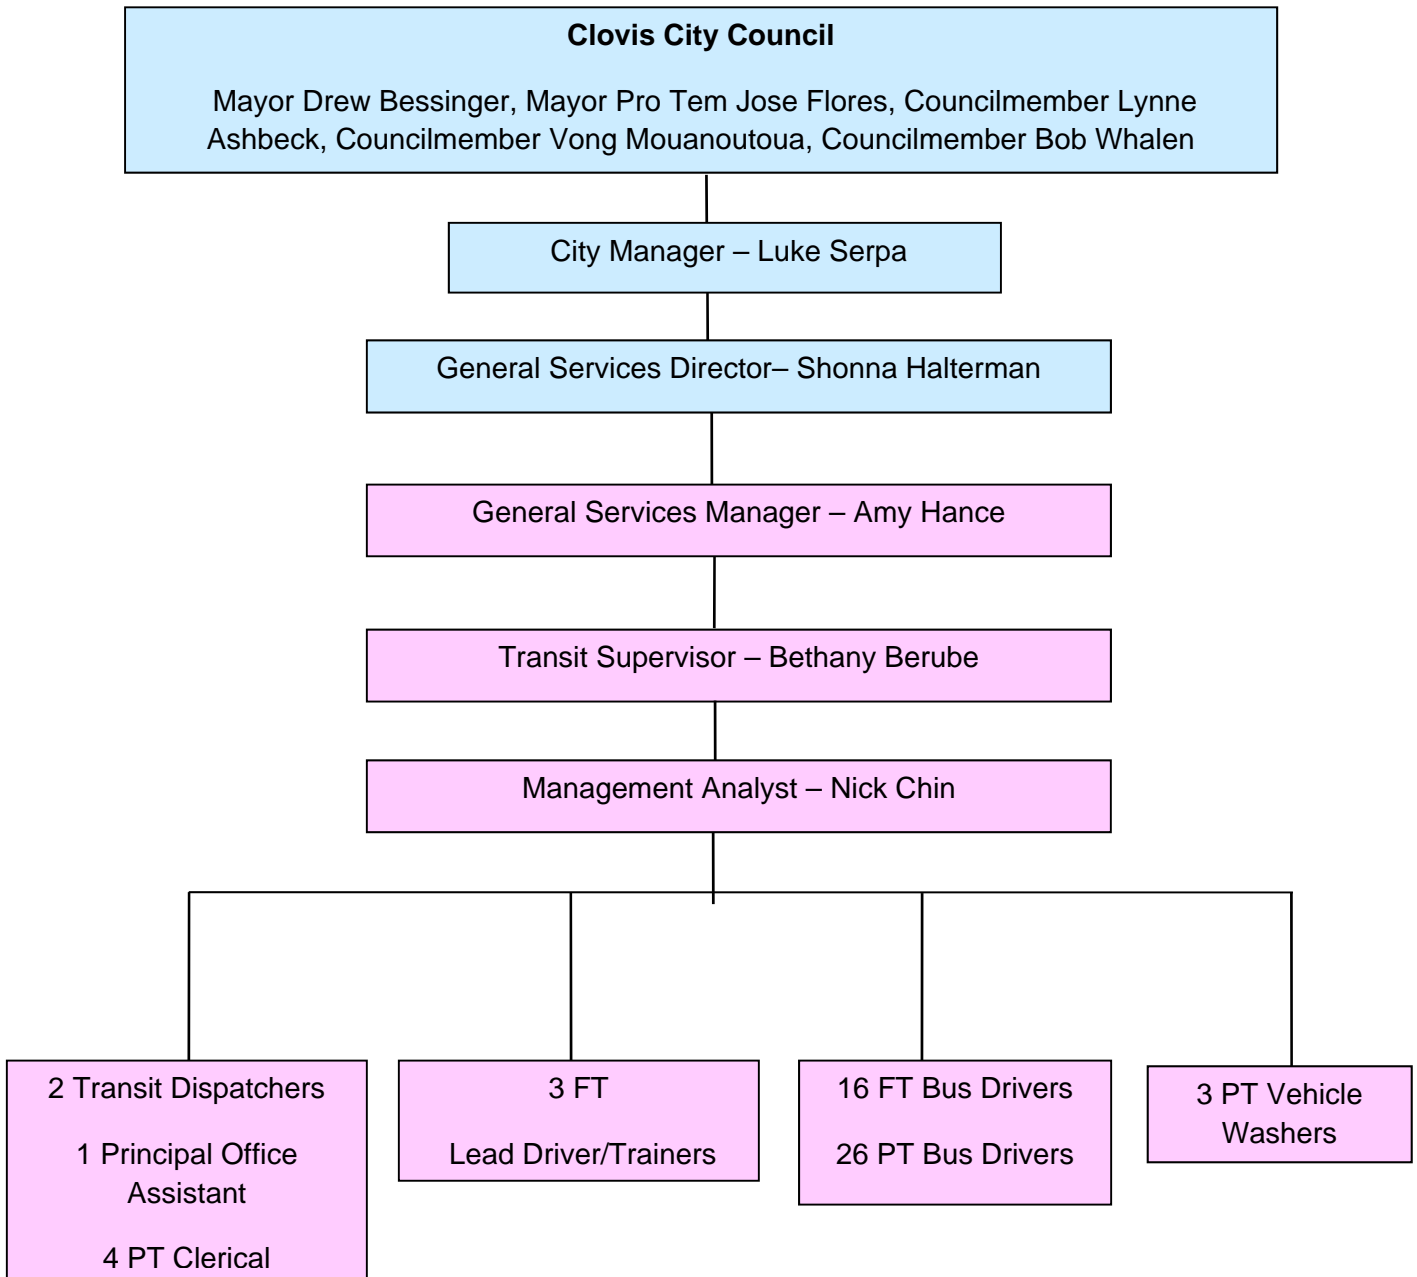 Clovis City Council
Mayor Drew Bessinger, Mayor Pro Tem Jose Flores, Councilmember Lynne
Ashbeck, Councilmember Vong Mouanoutoua, Councilmember Bob Whalen
City Manager – Luke Serpa
General Services Director– Shonna Halterman
General Services Manager – Amy Hance
Transit Supervisor – Bethany Berube
Management Analyst – Nick Chin
2 Transit Dispatchers
1 Principal Office
Assistant
4 PT Clerical
3 FT
Lead Driver/Trainers
16 FT Bus Drivers
26 PT Bus Drivers
3 PT Vehicle
Washers